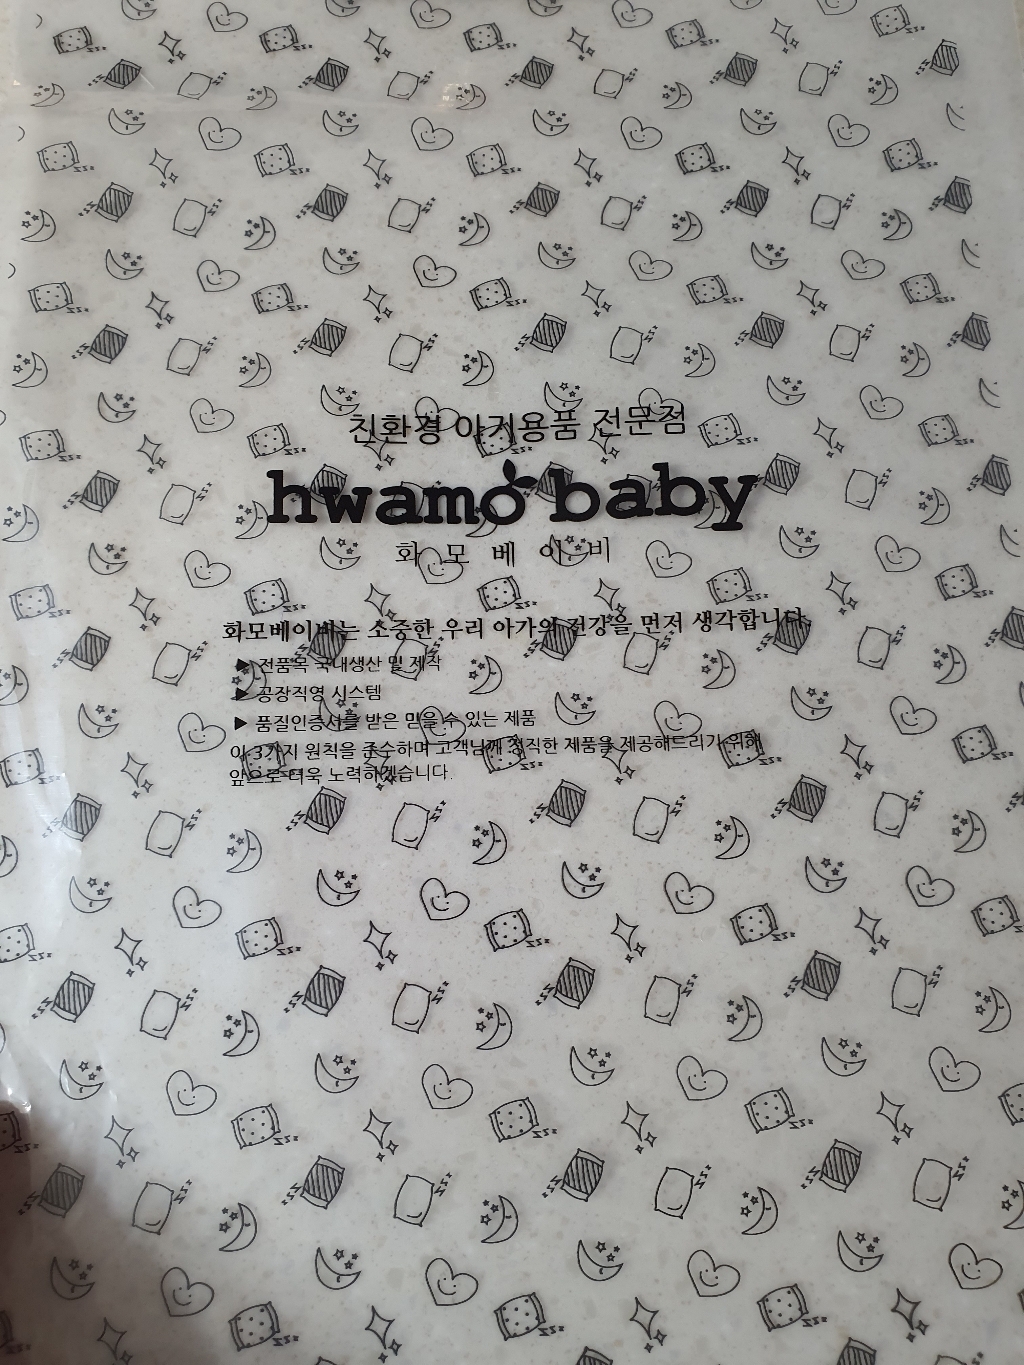 친환경 아기용품 전문점
hwamo baby
화모베이비
화모베이비는 소중한 우리 아가의 건강을 먼저 생각합니다.
▶ 전품목 국내생산 및 제작
▶ 공장직영 시스템
▶ 품질인증서를 받은 믿을 수 있는 제품
이 3가지 원칙을 준수하며 고객님께 정직한 제품을 제공해드리기 위해
앞으로 더욱 노력하겠습니다.